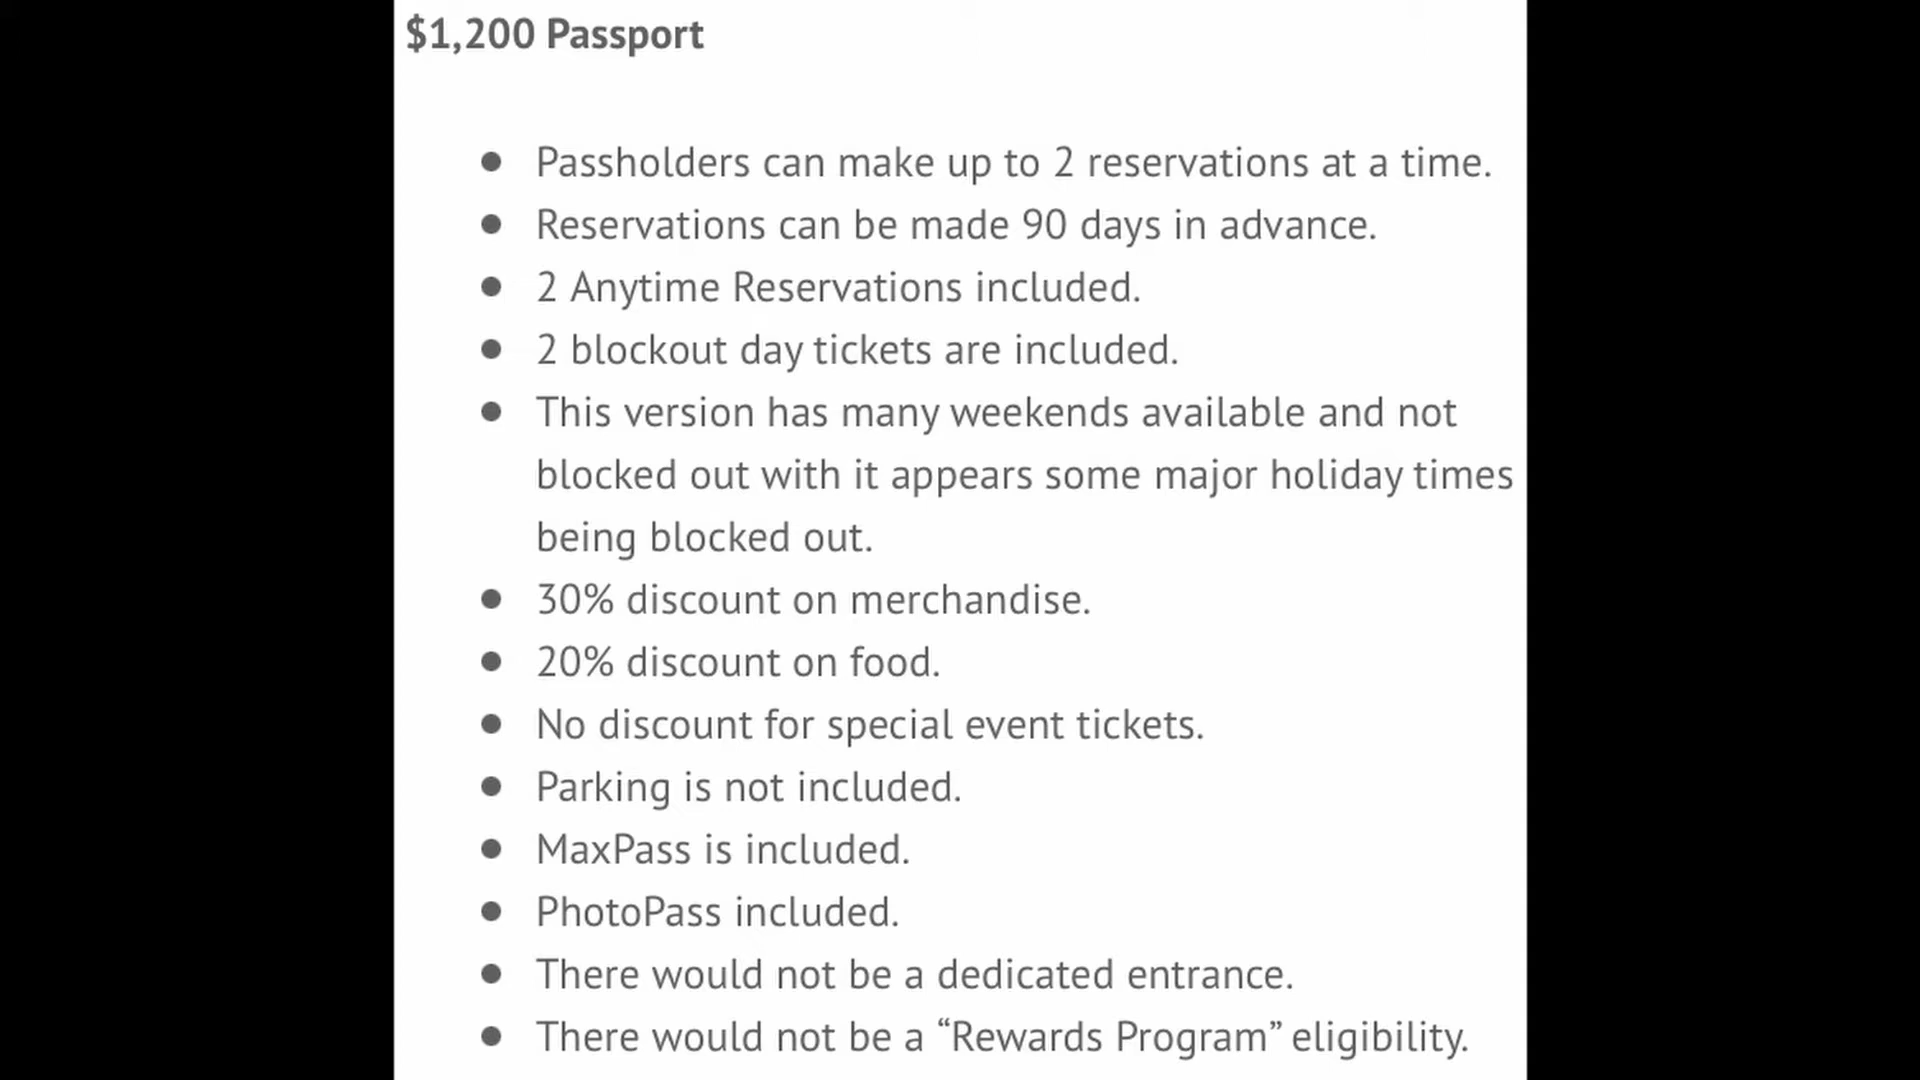 $1,200 Passport
● Passholders can make up to 2 reservations at a time.
● Reservations can be made 90 days in advance.
● 2 Anytime Reservations included.
● 2 blockout day tickets are included.
● This version has many weekends available and not
blocked out with it appears some major holiday times
being blocked out.
● 30% discount on merchandise.
● 20% discount on food.
● No discount for special event tickets.
● Parking is not included.
● MaxPass is included.
● PhotoPass included.
● There would not be a dedicated entrance.
● There would not be a “Rewards Program” eligibility.